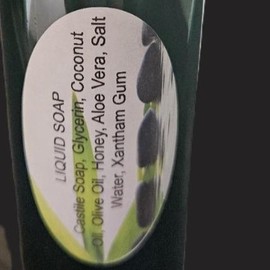 LIQUID SOAP
Castile Soap, Glycerin, Coconut
Oil, Olive Oil, Honey, Aloe Vera, Salt
Water, Xantham Gum